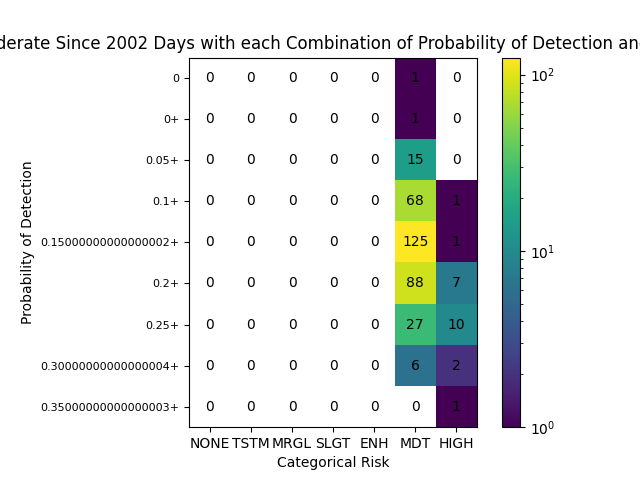 derate Since 2002 Days with each Combination of Probability of Detection an
0 0 0 0 0 0 1 0
0+ 0 0 0 0 0 1 0
0.05+ 0 0 0 0 0 15 0
0.1+ 0 0 0 0 0 68 1
0.15000000000000002+ 0 0 0 0 0 125 1
0.2+ 0 0 0 0 0 88 7
0.25+ 0 0 0 0 0 27 10
0.30000000000000004+ 0 0 0 0 0 6 2
0.35000000000000003+ 0 0 0 0 0 0 1
NONE TSTM MRGL SLGT ENH MDT HIGH
Categorical Risk
Probability of Detection
10²
10¹
10⁰